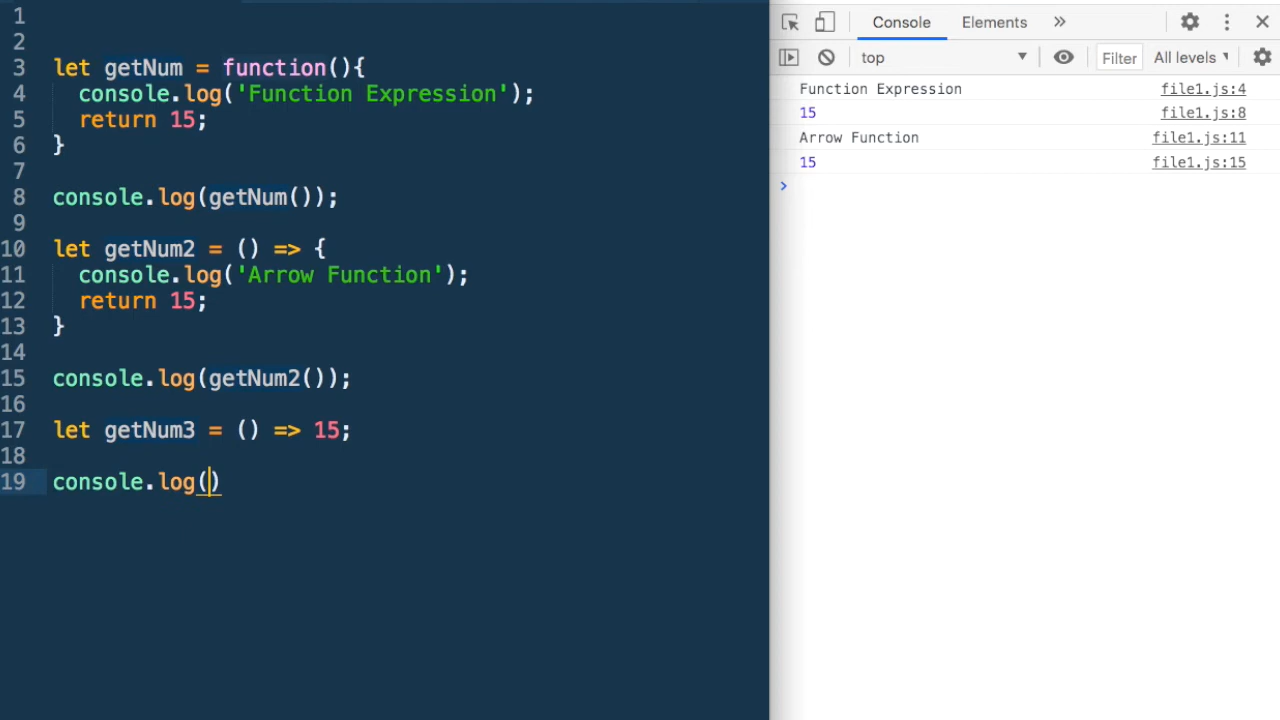 1
2
3 let getNum = function(){
4 console.log('Function Expression');
5 return 15;
6 }
7
8 console.log(getNum());
9
10 let getNum2 = () => {
11 console.log('Arrow Function');
12 return 15;
13 }
14
15 console.log(getNum2());
16
17 let getNum3 = () => 15;
18
19 console.log()
Console Elements
top Filter All levels
Function Expression file1.js:4
15 file1.js:8
Arrow Function file1.js:11
15 file1.js:15